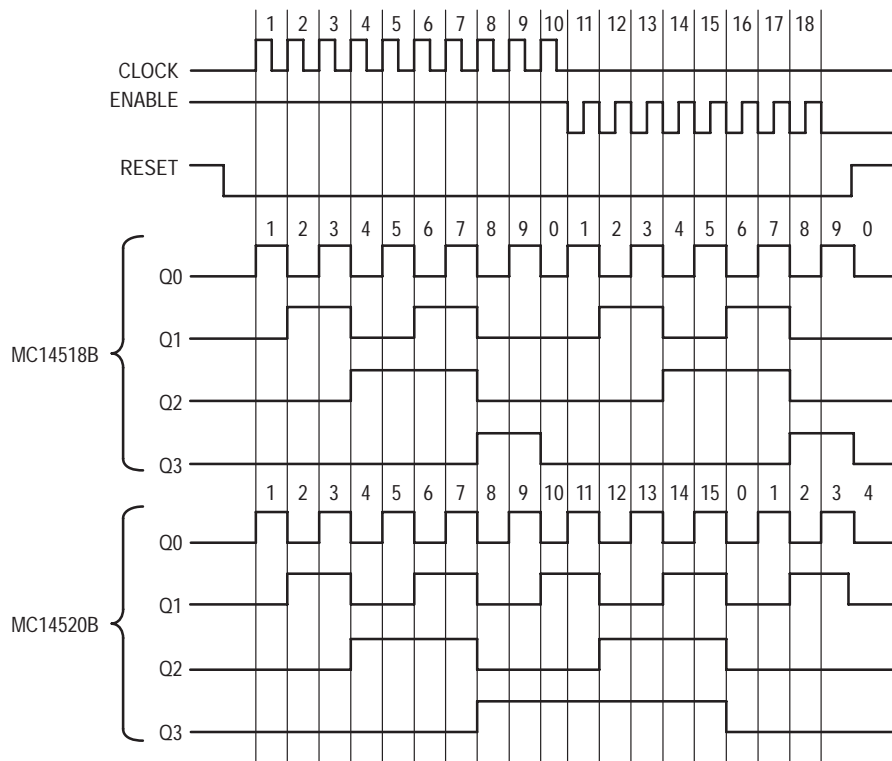 1 2 3 4 5 6 7 8 9 10 11 12 13 14 15 16 17 18
CLOCK
ENABLE
RESET
1 2 3 4 5 6 7 8 9 0 1 2 3 4 5 6 7 8 9 0
Q0
Q1
MC14518B
Q2
Q3
1 2 3 4 5 6 7 8 9 10 11 12 13 14 15 0 1 2 3 4
Q0
Q1
MC14520B
Q2
Q3